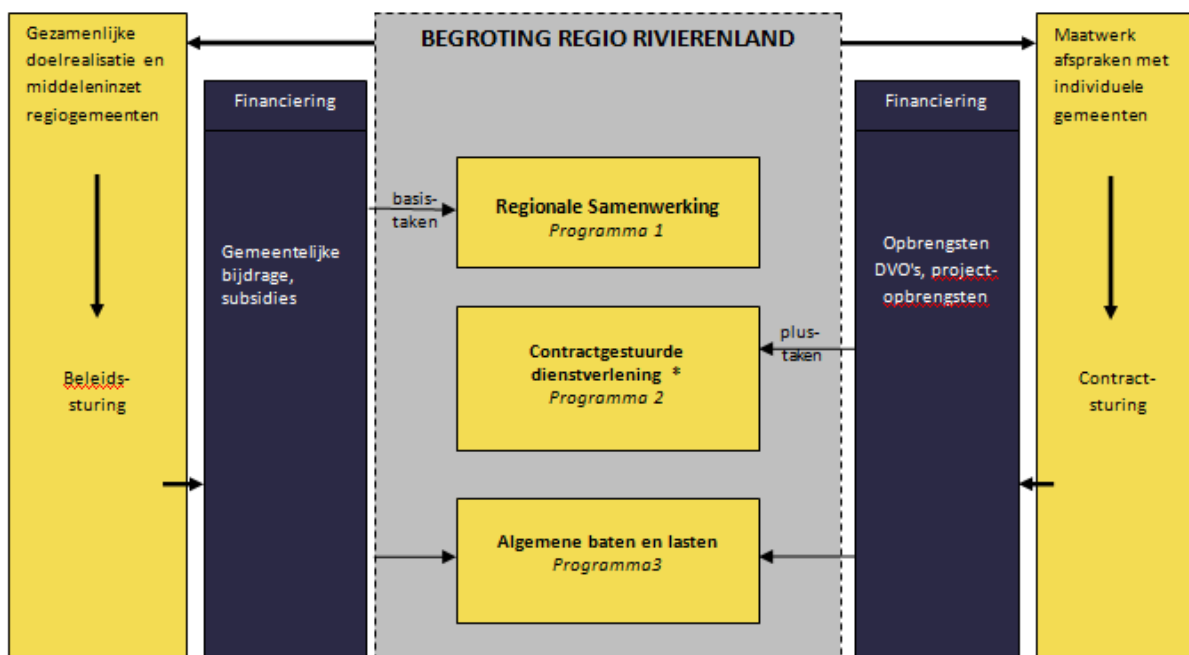 Gezamenlijke
doelrealisatie en
middeleninzet
regiogemeenten
Beleids-
sturing
Financiering
Gemeentelijke
bijdrage,
subsidies
BEGROTING REGIO RIVIERENLAND
basis-
taken
Regionale Samenwerking
Programma 1
Contractgestuurde
dienstverlening *
Programma 2
plus-
taken
Algemene baten en lasten
Programma3
Financiering
Opbrengsten
DVO's, project-
opbrengsten
Maatwerk
afspraken met
individuele
gemeenten
Contract-
sturing